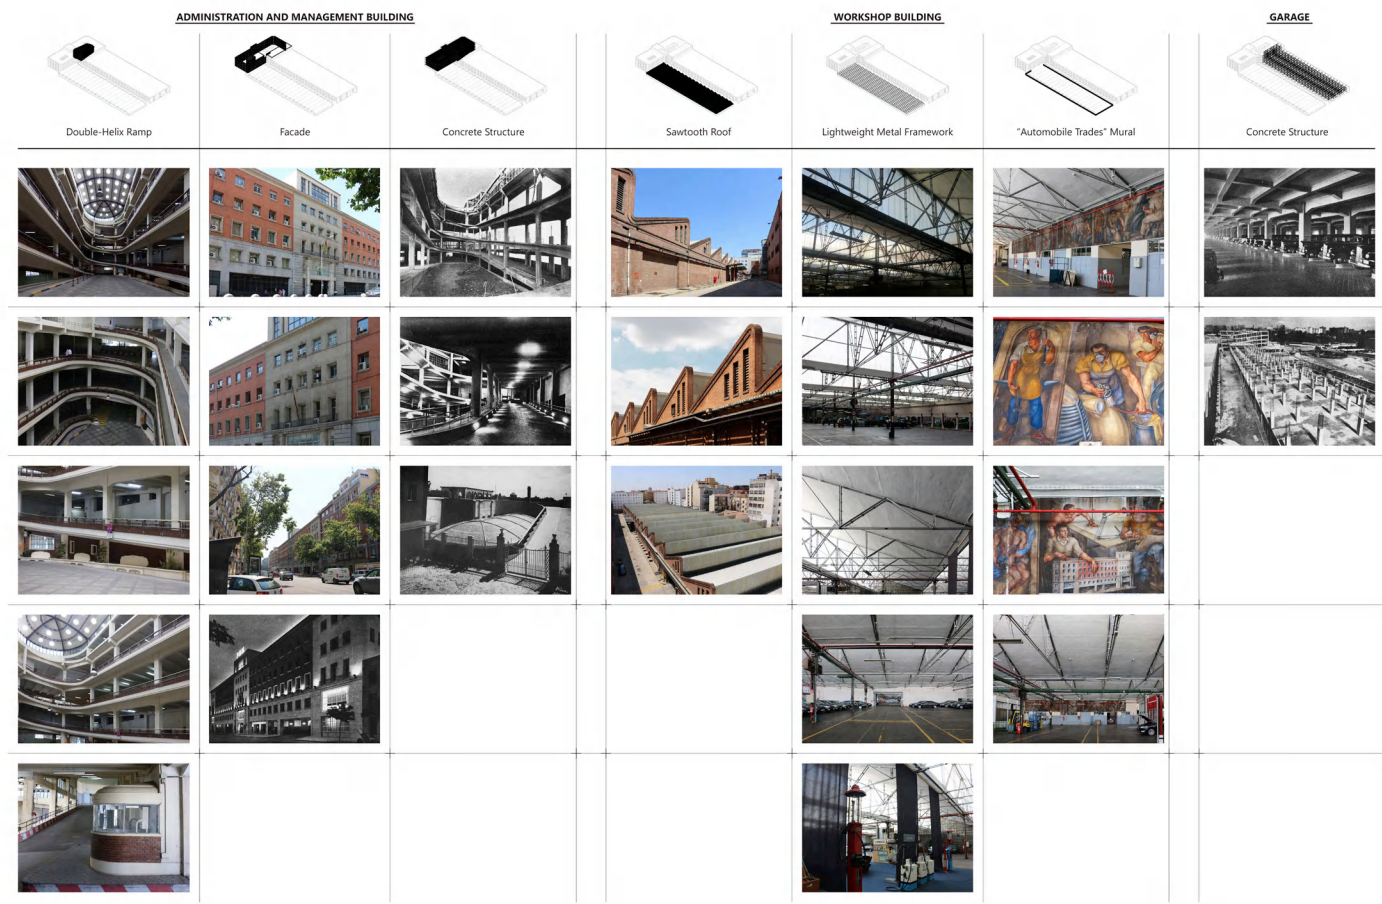 ADMINISTRATION AND MANAGEMENT BUILDING
WORKSHOP BUILDING
GARAGE
Double-Helix Ramp
Facade
Concrete Structure
Sawtooth Roof
Lightweight Metal Framework
“Automobile Trades” Mural
Concrete Structure